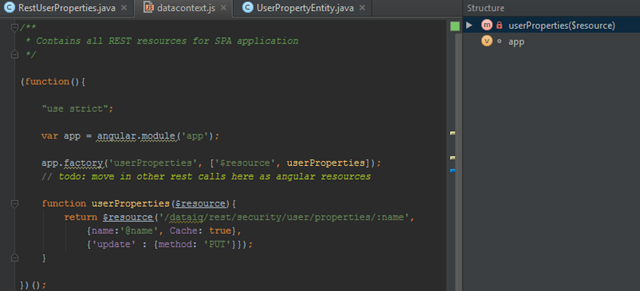 RestUserProperties.java
datacontext.js
UserPropertyEntity.java
Structure
/**
* Contains all REST resources for SPA application
*/
userProperties($resource)
app
(function(){
"use strict";
var app = angular.module('app');
app.factory('userProperties', ['$resource', userProperties]);
// todo: move in other rest calls here as angular resources
function userProperties($resource){
return $resource('/dataiq/rest/security/user/properties/:name',
{name:'@name', Cache: true},
{'update' : {method: 'PUT'}});
}
})();